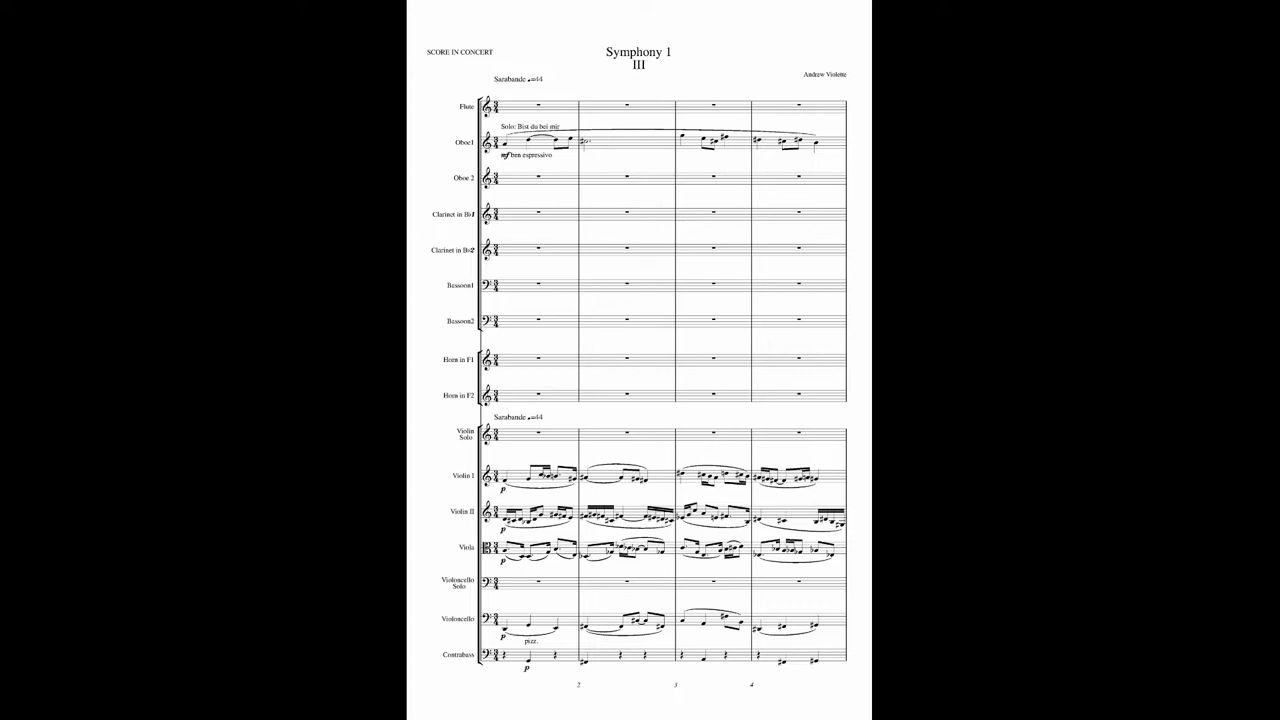 Symphony 1
SCORE IN CONCERT
III
Andrew Violette
Sarabande ♩=44
Flute
Solo: Bist du bei mir
Oboe1
mf ben espressivo
Oboe 2
Clarinet in B♭1
Clarinet in B♭2
Bassoon1
Bassoon2
Horn in F1
Horn in F2
Sarabande ♩=44
Violin
Solo
Violin I
p
Violin II
p
Viola
p
Violoncello
Solo
Violoncello
p
pizz.
Contrabass
p
2 3 4